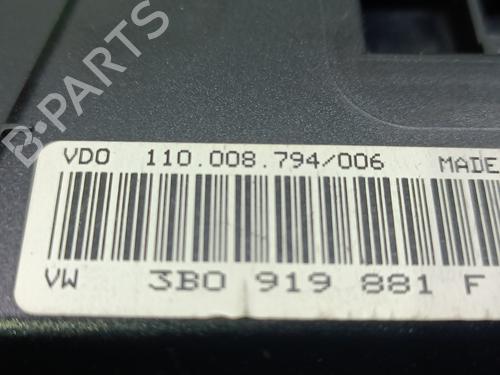 B-PARTS
VDO 110.008.794/006 MADE
VW 3B0 919 881 F